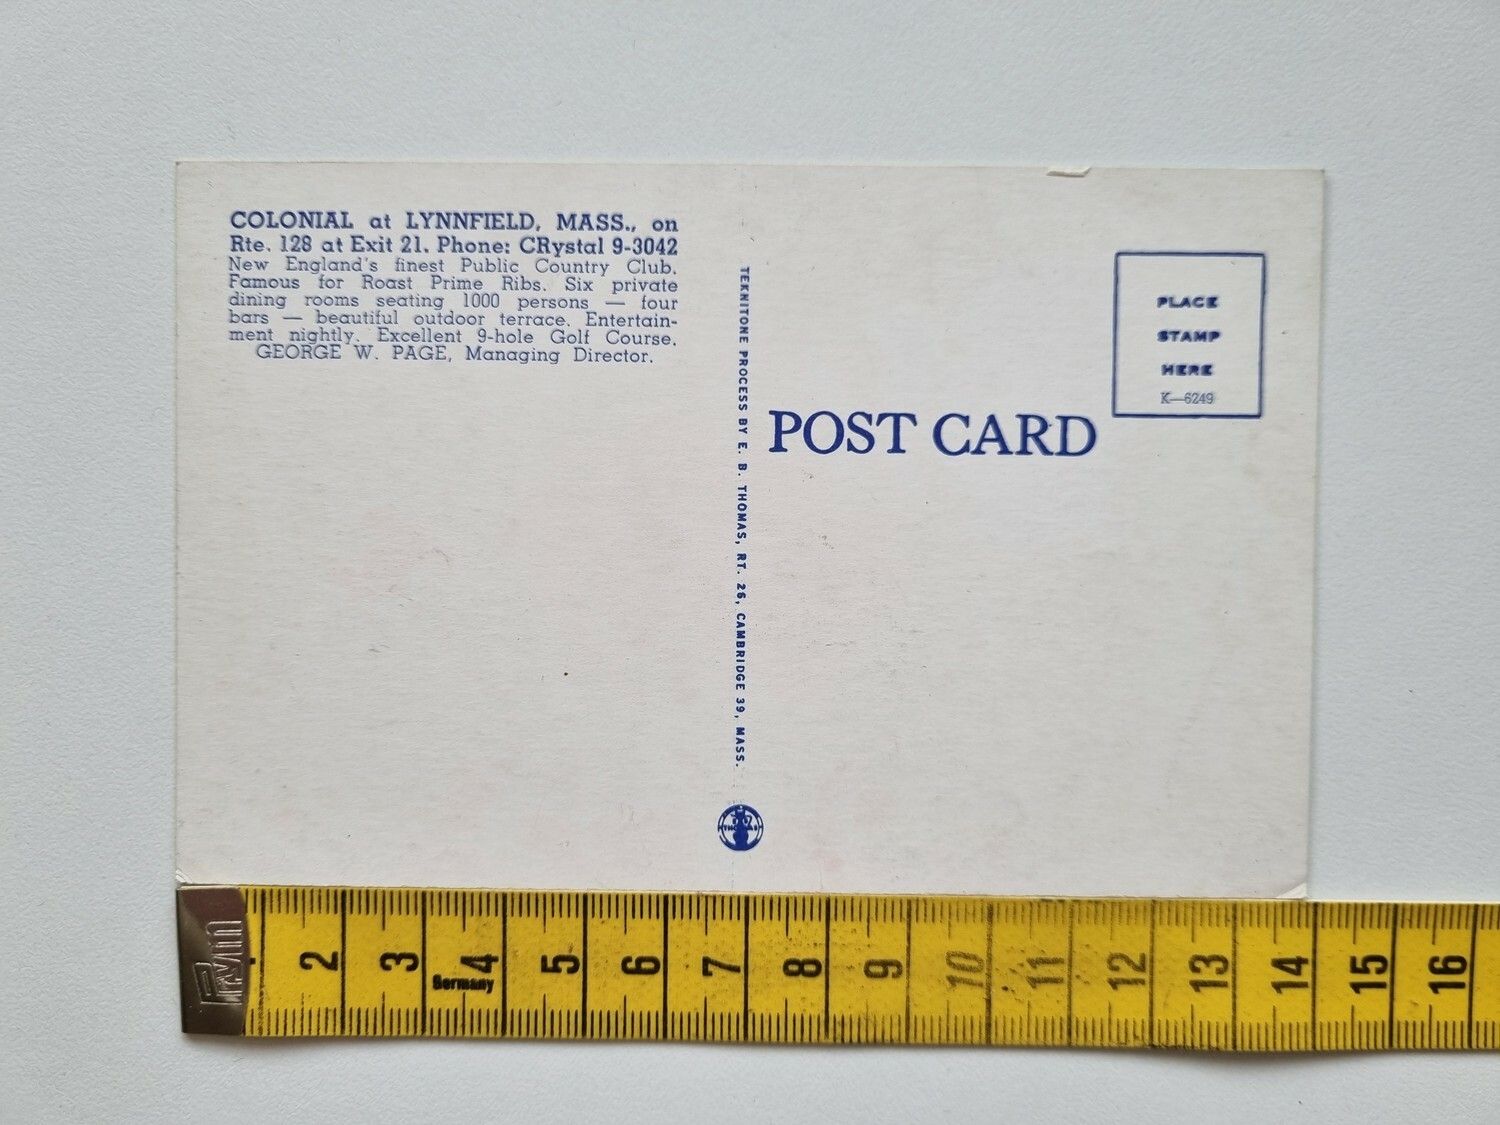 COLONIAL at LYNNFIELD, MASS., on
Rte. 128 at Exit 21. Phone: CRystal 9-3042
New England's finest Public Country Club.
Famous for Roast Prime Ribs. Six private
dining rooms seating 1000 persons — four
bars — beautiful outdoor terrace. Entertain-
ment nightly. Excellent 9-hole Golf Course.
GEORGE W. PAGE, Managing Director.
TEKNITONE PROCESS BY E. B. THOMAS, RT. 26, CAMBRIDGE 39, MASS.
THOMAS
POST CARD
PLACE
STAMP
HERE
K—6249
Prym
2 3 4 5 6 7 8 9 10 11 12 13 14 15 16
Germany